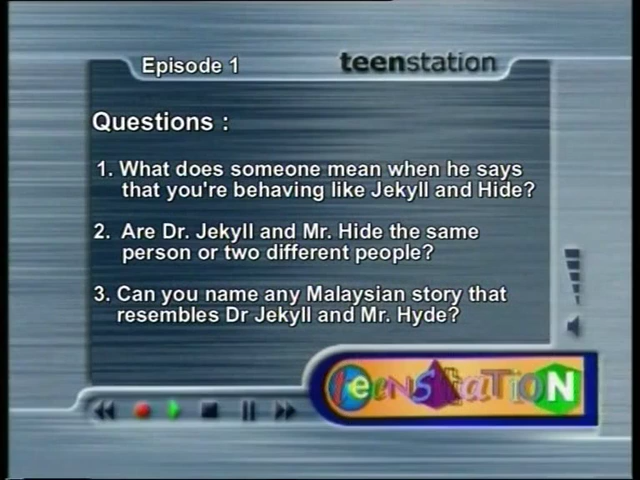 Episode 1
teenstation
Questions :
1. What does someone mean when he says
that you're behaving like Jekyll and Hide?
2. Are Dr. Jekyll and Mr. Hide the same
person or two different people?
3. Can you name any Malaysian story that
resembles Dr Jekyll and Mr. Hyde?
teenSTaTioN